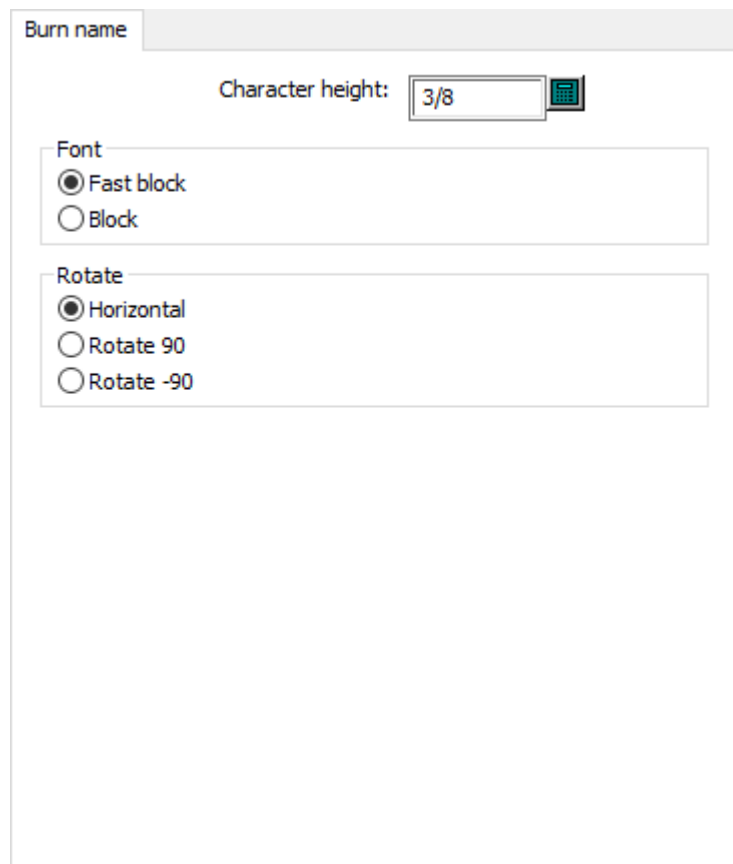 Burn name
Character height: 3/8
Font
Fast block
Block
Rotate
Horizontal
Rotate 90
Rotate -90